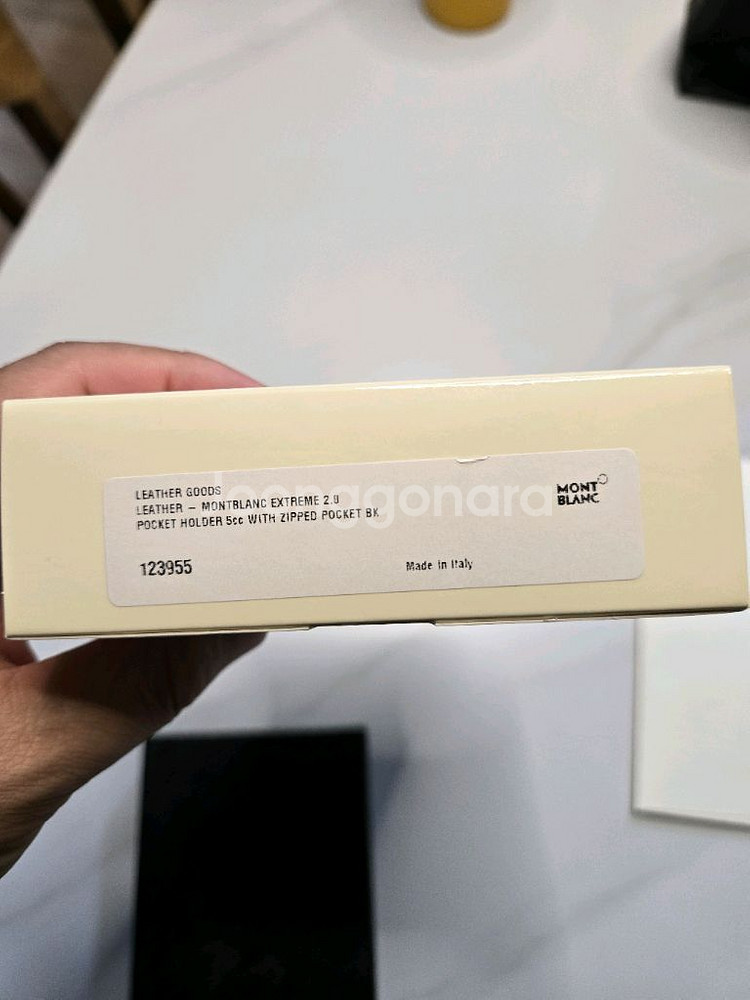 LEATHER GOODS
LEATHER – MONTBLANC EXTREME 2.0
POCKET HOLDER 5cc WITH ZIPPED POCKET BK
123955
Made in Italy
MONT
BLANC
joonggonara